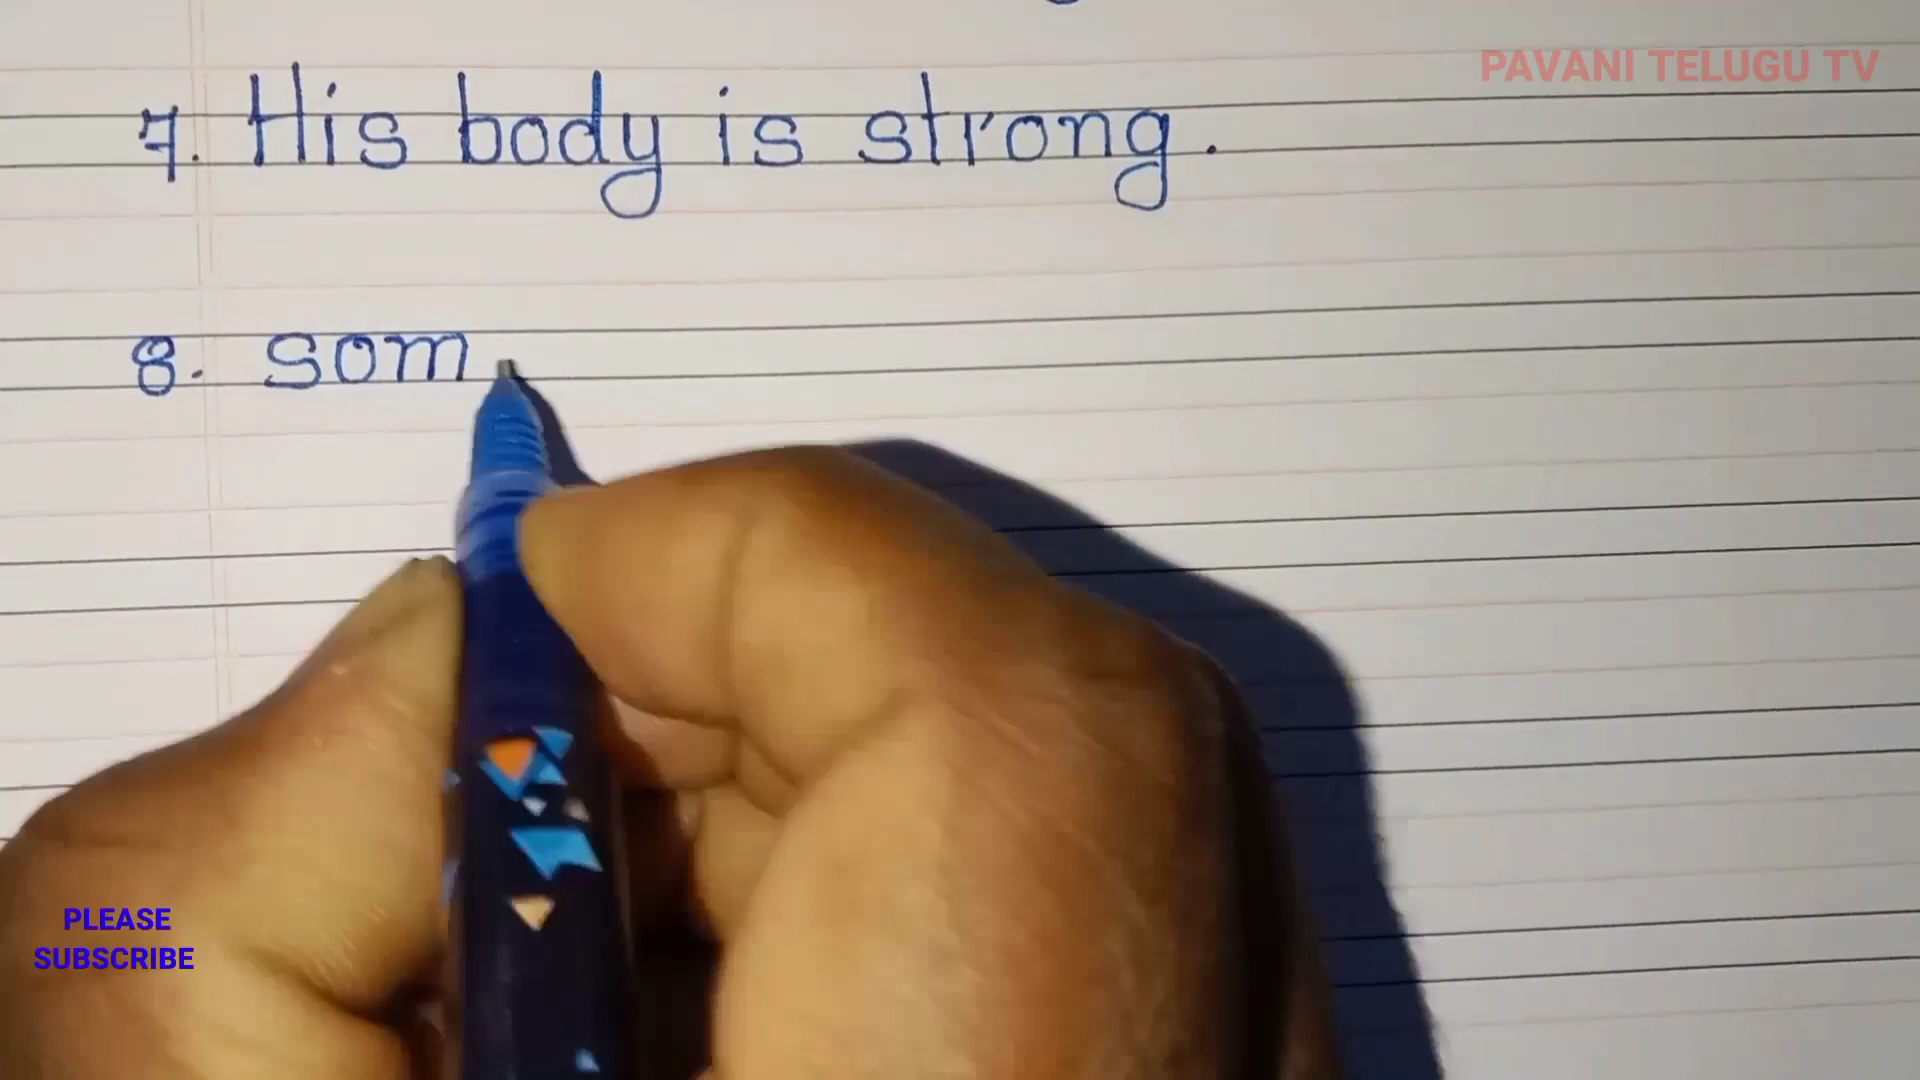 PAVANI TELUGU TV
7. His body is strong.
8. som
PLEASE
SUBSCRIBE